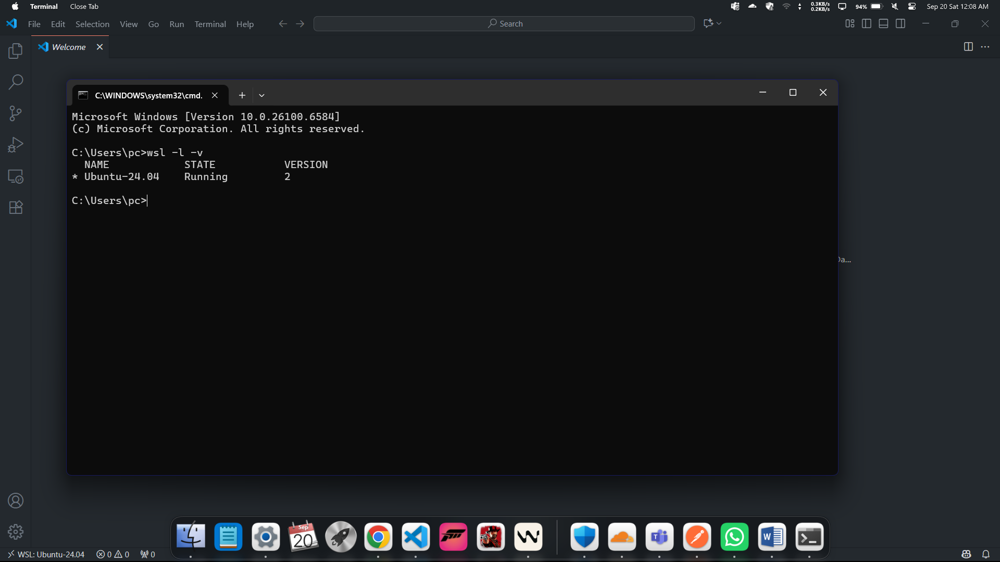 Terminal Close Tab
0.3KB/s
0.2KB/s
94%
Sep 20 Sat 12:08 AM
File Edit Selection View Go Run Terminal Help
Search
Welcome
C:\WINDOWS\system32\cmd.
Microsoft Windows [Version 10.0.26100.6584]
(c) Microsoft Corporation. All rights reserved.
C:\Users\pc>wsl -l -v
NAME STATE VERSION
* Ubuntu-24.04 Running 2
C:\Users\pc>
Da...
Sep
20
WSL: Ubuntu-24.04 0 0 0